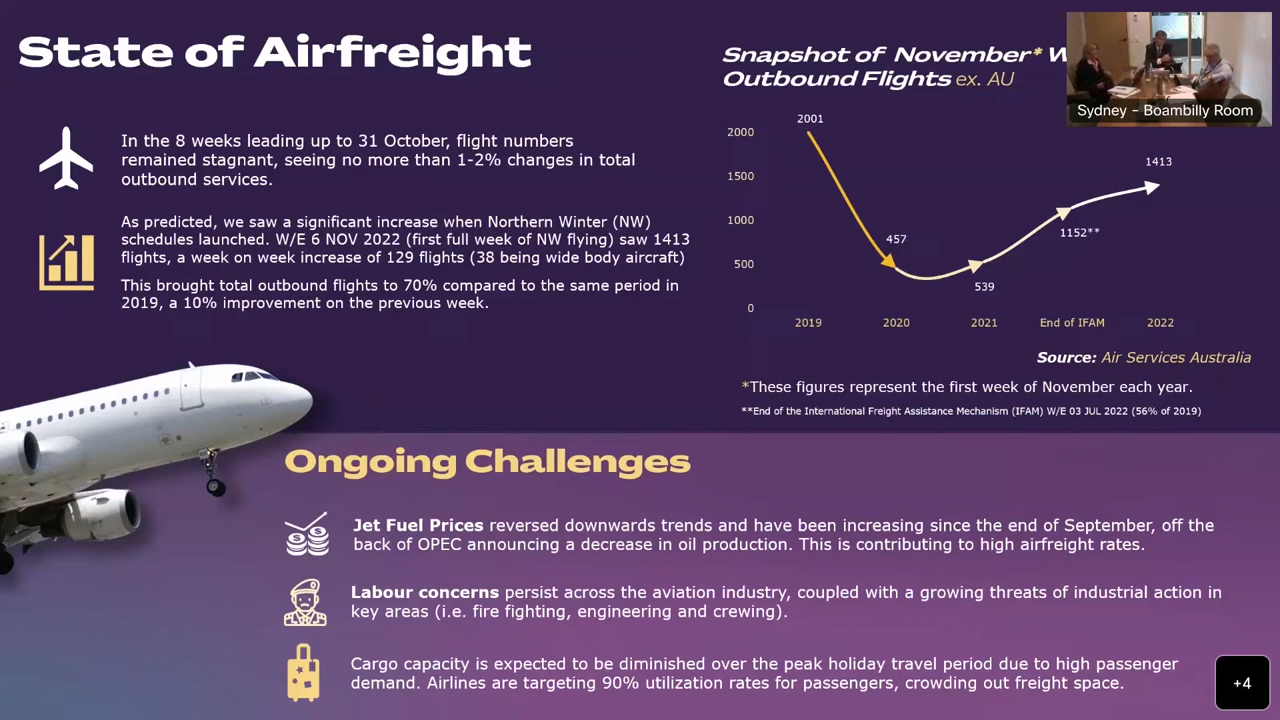 State of Airfreight
In the 8 weeks leading up to 31 October, flight numbers
remained stagnant, seeing no more than 1-2% changes in total
outbound services.
As predicted, we saw a significant increase when Northern Winter (NW)
schedules launched. W/E 6 NOV 2022 (first full week of NW flying) saw 1413
flights, a week on week increase of 129 flights (38 being wide body aircraft)
This brought total outbound flights to 70% compared to the same period in
2019, a 10% improvement on the previous week.
Snapshot of November* W
Outbound Flights ex. AU
Sydney - Boambilly Room
2001
2000
1500
1000
500
0
457
539
1152**
1413
2019
2020
2021
End of IFAM
2022
Source: Air Services Australia
*These figures represent the first week of November each year.
**End of the International Freight Assistance Mechanism (IFAM) W/E 03 JUL 2022 (56% of 2019)
Ongoing Challenges
Jet Fuel Prices reversed downwards trends and have been increasing since the end of September, off the
back of OPEC announcing a decrease in oil production. This is contributing to high airfreight rates.
Labour concerns persist across the aviation industry, coupled with a growing threats of industrial action in
key areas (i.e. fire fighting, engineering and crewing).
Cargo capacity is expected to be diminished over the peak holiday travel period due to high passenger
demand. Airlines are targeting 90% utilization rates for passengers, crowding out freight space.
+4